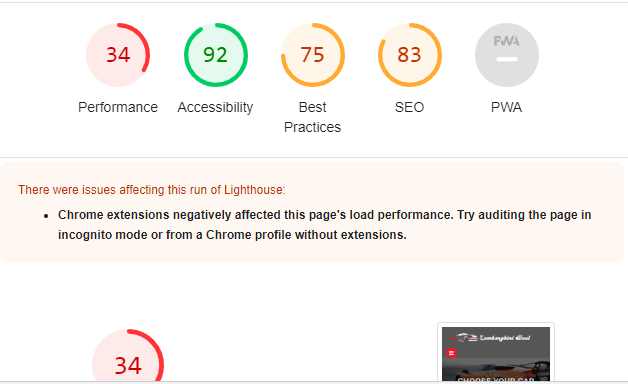 34 92 75 83 PWA
Performance Accessibility Best Practices SEO PWA
There were issues affecting this run of Lighthouse:
• Chrome extensions negatively affected this page's load performance. Try auditing the page in
incognito mode or from a Chrome profile without extensions.
34
Lamborghini Deal
CHOOSE YOUR CAR